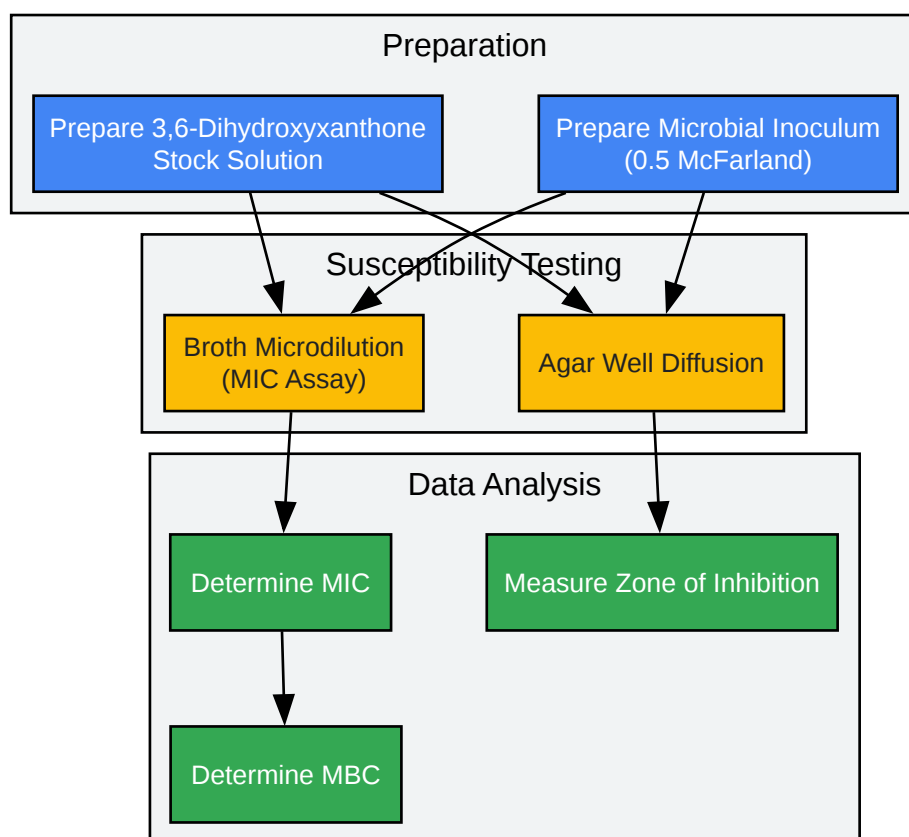 Preparation
Prepare 3,6-Dihydroxyxanthone
Stock Solution
Prepare Microbial Inoculum
(0.5 McFarland)
Susceptibility Testing
Broth Microdilution
(MIC Assay)
Agar Well Diffusion
Data Analysis
Determine MIC
Measure Zone of Inhibition
Determine MBC